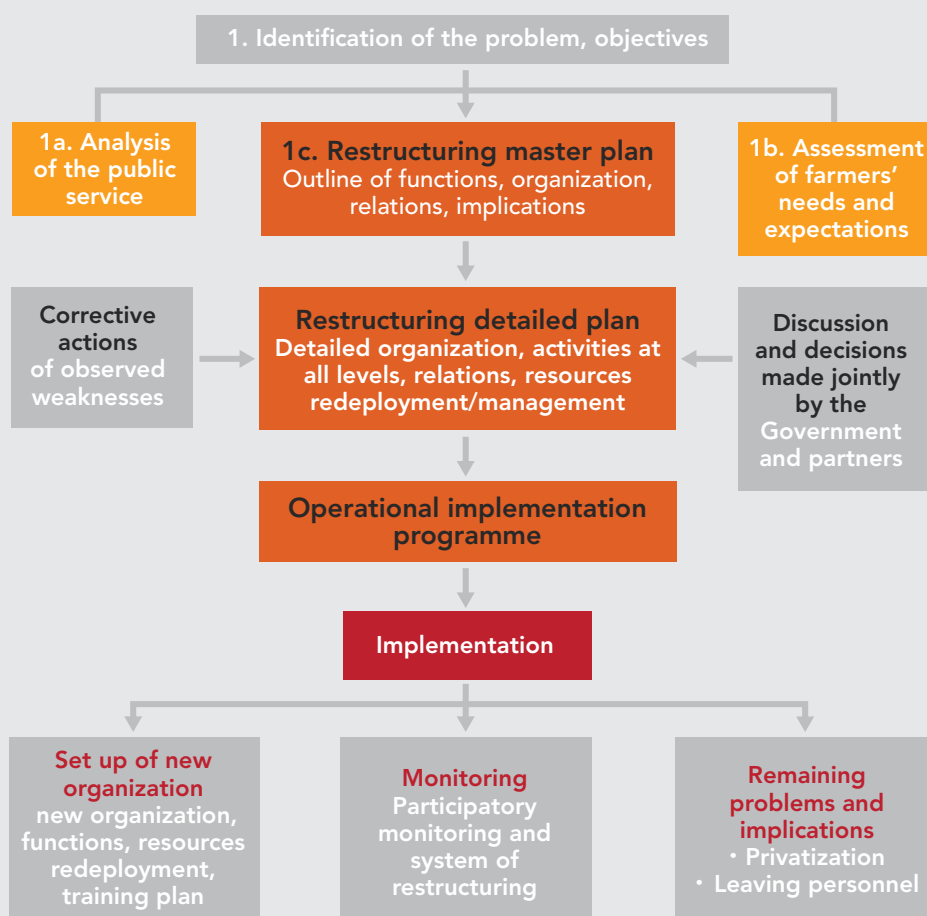 1. Identification of the problem, objectives
1a. Analysis
of the public
service
1c. Restructuring master plan
Outline of functions, organization,
relations, implications
1b. Assessment
of farmers’
needs and
expectations
Corrective
actions
of observed
weaknesses
Restructuring detailed plan
Detailed organization, activities at
all levels, relations, resources
redeployment/management
Discussion
and decisions
made jointly
by the
Government
and partners
Operational implementation
programme
Implementation
Set up of new
organization
new organization,
functions, resources
redeployment,
training plan
Monitoring
Participatory
monitoring and
system of
restructuring
Remaining
problems and
implications
· Privatization
· Leaving personnel